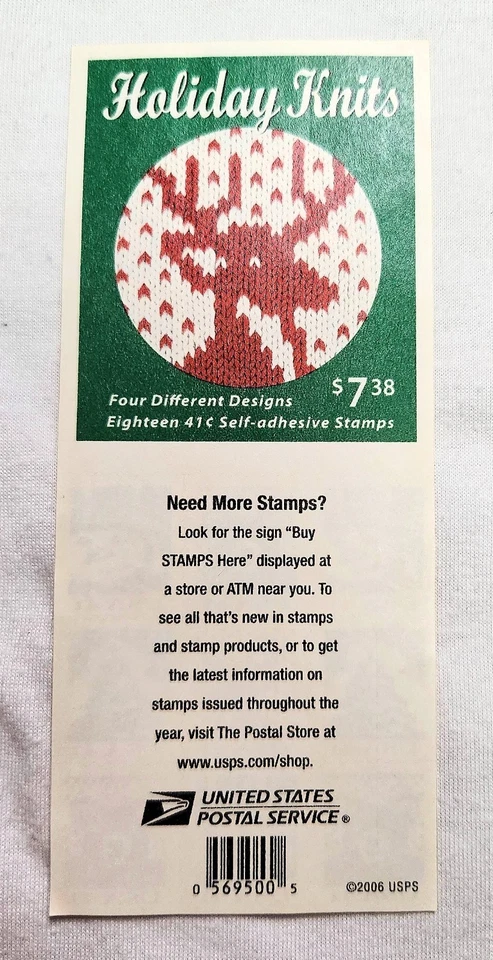 Holiday Knits
$7 38
Four Different Designs
Eighteen 41¢ Self-adhesive Stamps
Need More Stamps?
Look for the sign “Buy
STAMPS Here” displayed at
a store or ATM near you. To
see all that’s new in stamps
and stamp products, or to get
the latest information on
stamps issued throughout the
year, visit The Postal Store at
www.usps.com/shop.
UNITED STATES
POSTAL SERVICE®
0 569500 5
©2006 USPS